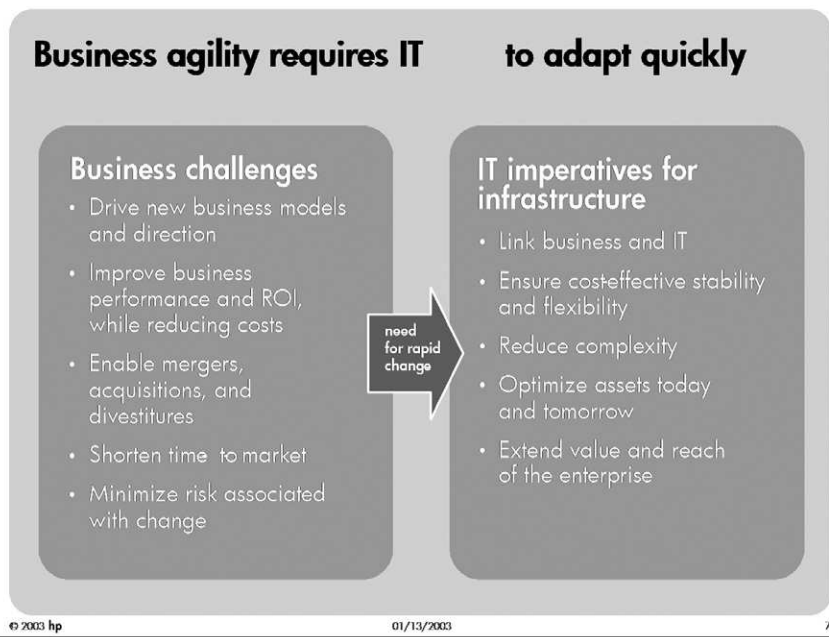 Business agility requires IT to adapt quickly
Business challenges
• Drive new business models
and direction
• Improve business
performance and ROI,
while reducing costs
• Enable mergers,
acquisitions, and
divestitures
• Shorten time to market
• Minimize risk associated
with change
need
for rapid
change
IT imperatives for
infrastructure
• Link business and IT
• Ensure costeffective stability
and flexibility
• Reduce complexity
• Optimize assets today
and tomorrow
• Extend value and reach
of the enterprise
© 2003 hp
01/13/2003